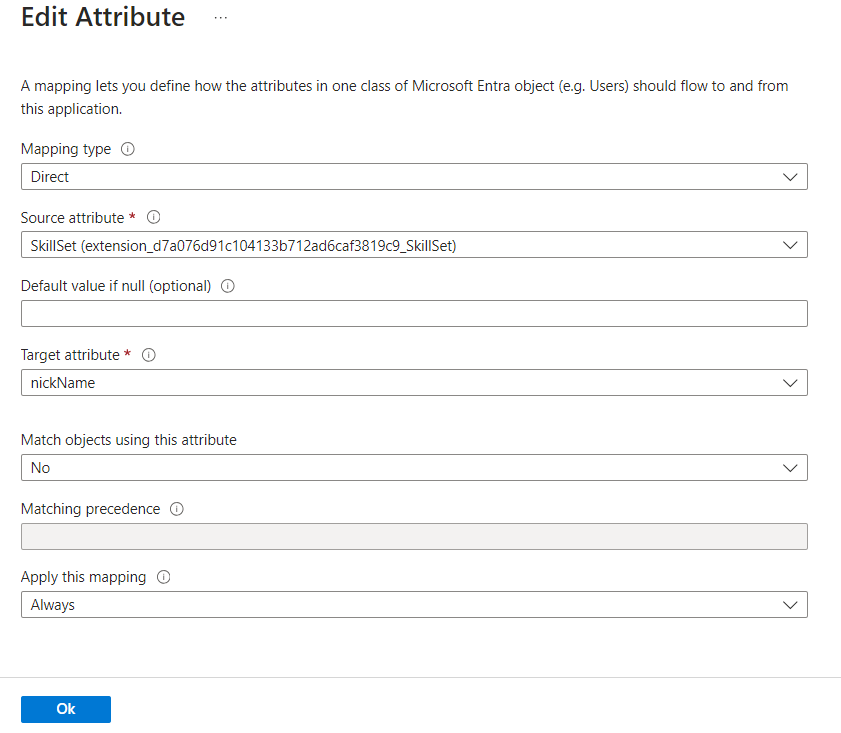 Edit Attribute ...
A mapping lets you define how the attributes in one class of Microsoft Entra object (e.g. Users) should flow to and from
this application.
Mapping type
Direct
Source attribute *
SkillSet (extension_d7a076d91c104133b712ad6caf3819c9_SkillSet)
Default value if null (optional)
Target attribute *
nickName
Match objects using this attribute
No
Matching precedence
Apply this mapping
Always
Ok